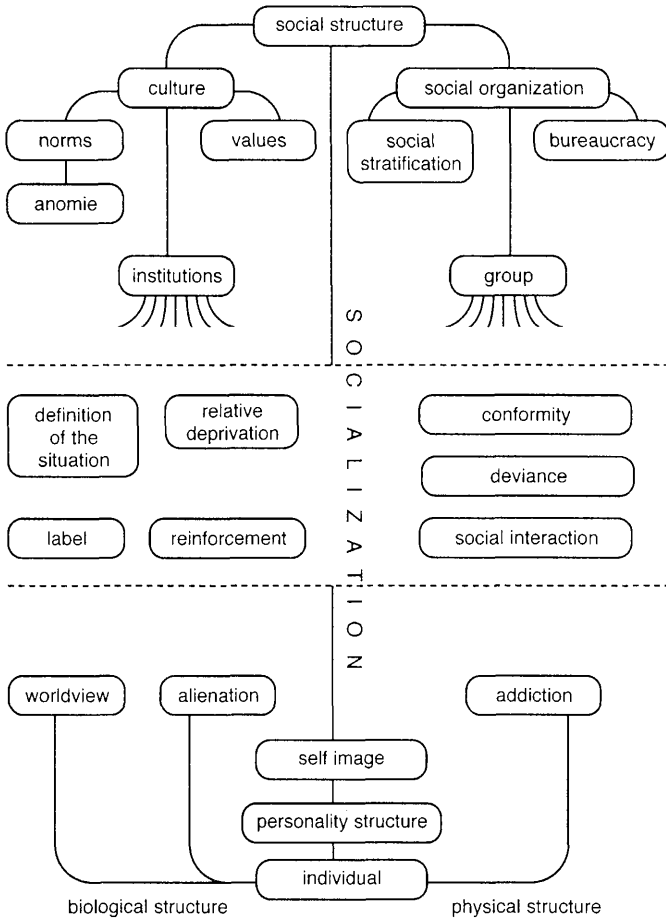 social structure
culture
social organization
norms
values
social
stratification
bureaucracy
anomie
institutions
group
SOCIALIZATION
definition
of the
situation
relative
deprivation
conformity
deviance
label
reinforcement
social interaction
worldview
alienation
addiction
self image
personality structure
individual
biological structure
physical structure